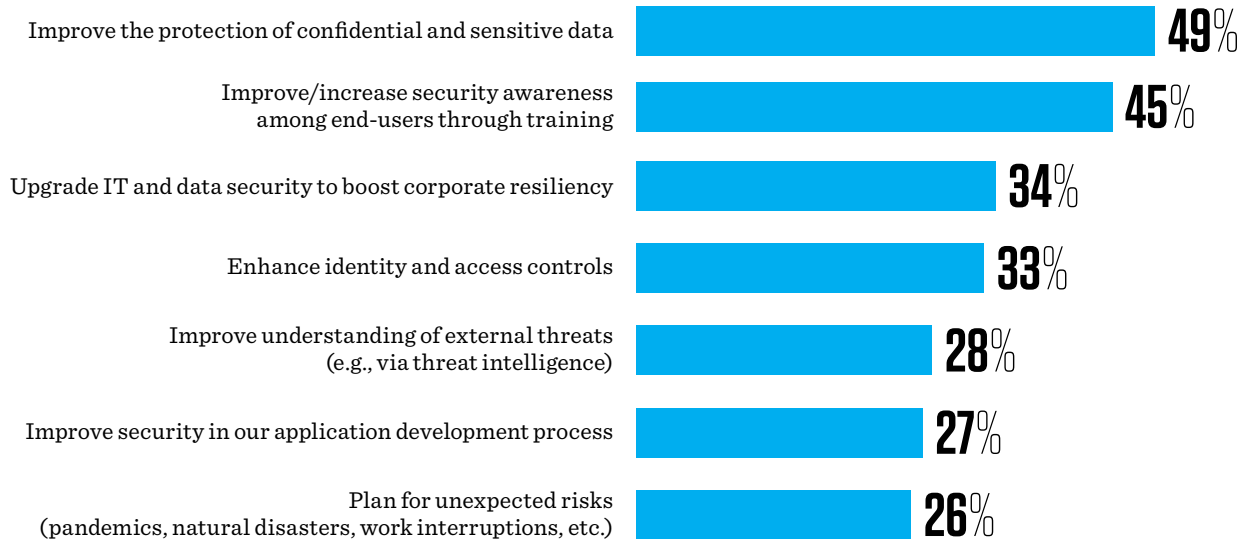 Improve the protection of confidential and sensitive data 49%
Improve/increase security awareness
among end-users through training 45%
Upgrade IT and data security to boost corporate resiliency 34%
Enhance identity and access controls 33%
Improve understanding of external threats
(e.g., via threat intelligence) 28%
Improve security in our application development process 27%
Plan for unexpected risks
(pandemics, natural disasters, work interruptions, etc.) 26%